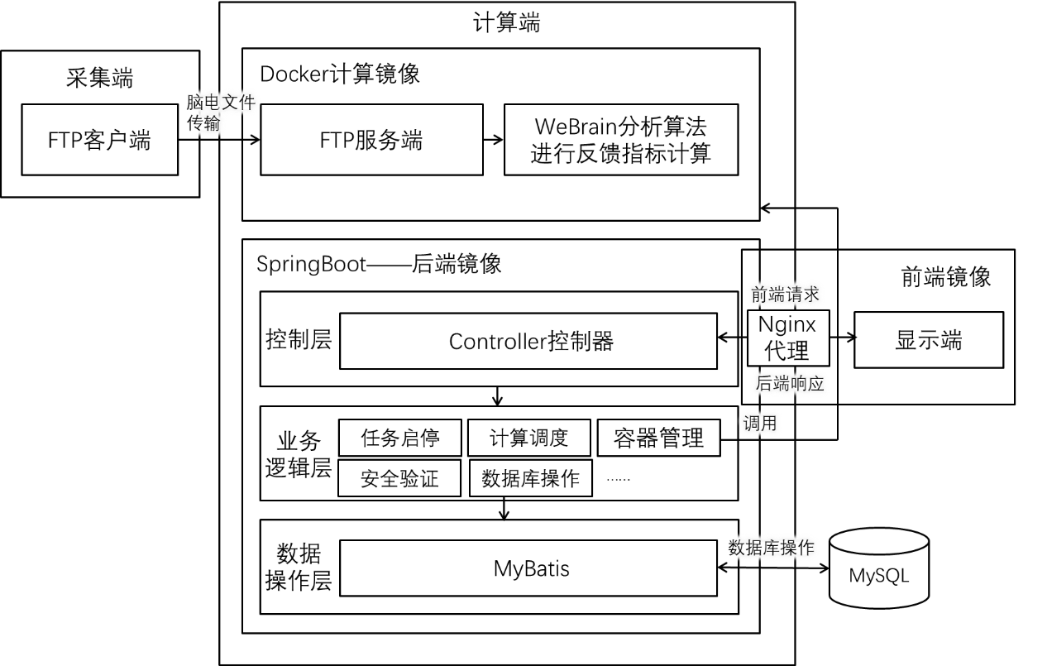 计算端
采集端
FTP客户端
脑电文件
传输
Docker计算镜像
FTP服务端
WeBrain分析算法
进行反馈指标计算
SpringBoot——后端镜像
控制层
Controller控制器
前端镜像
前端请求
Nginx
代理
后端响应
显示端
业务
逻辑层
任务启停
计算调度
容器管理
安全验证
数据库操作
……
调用
数据
操作层
MyBatis
数据库操作
MySQL